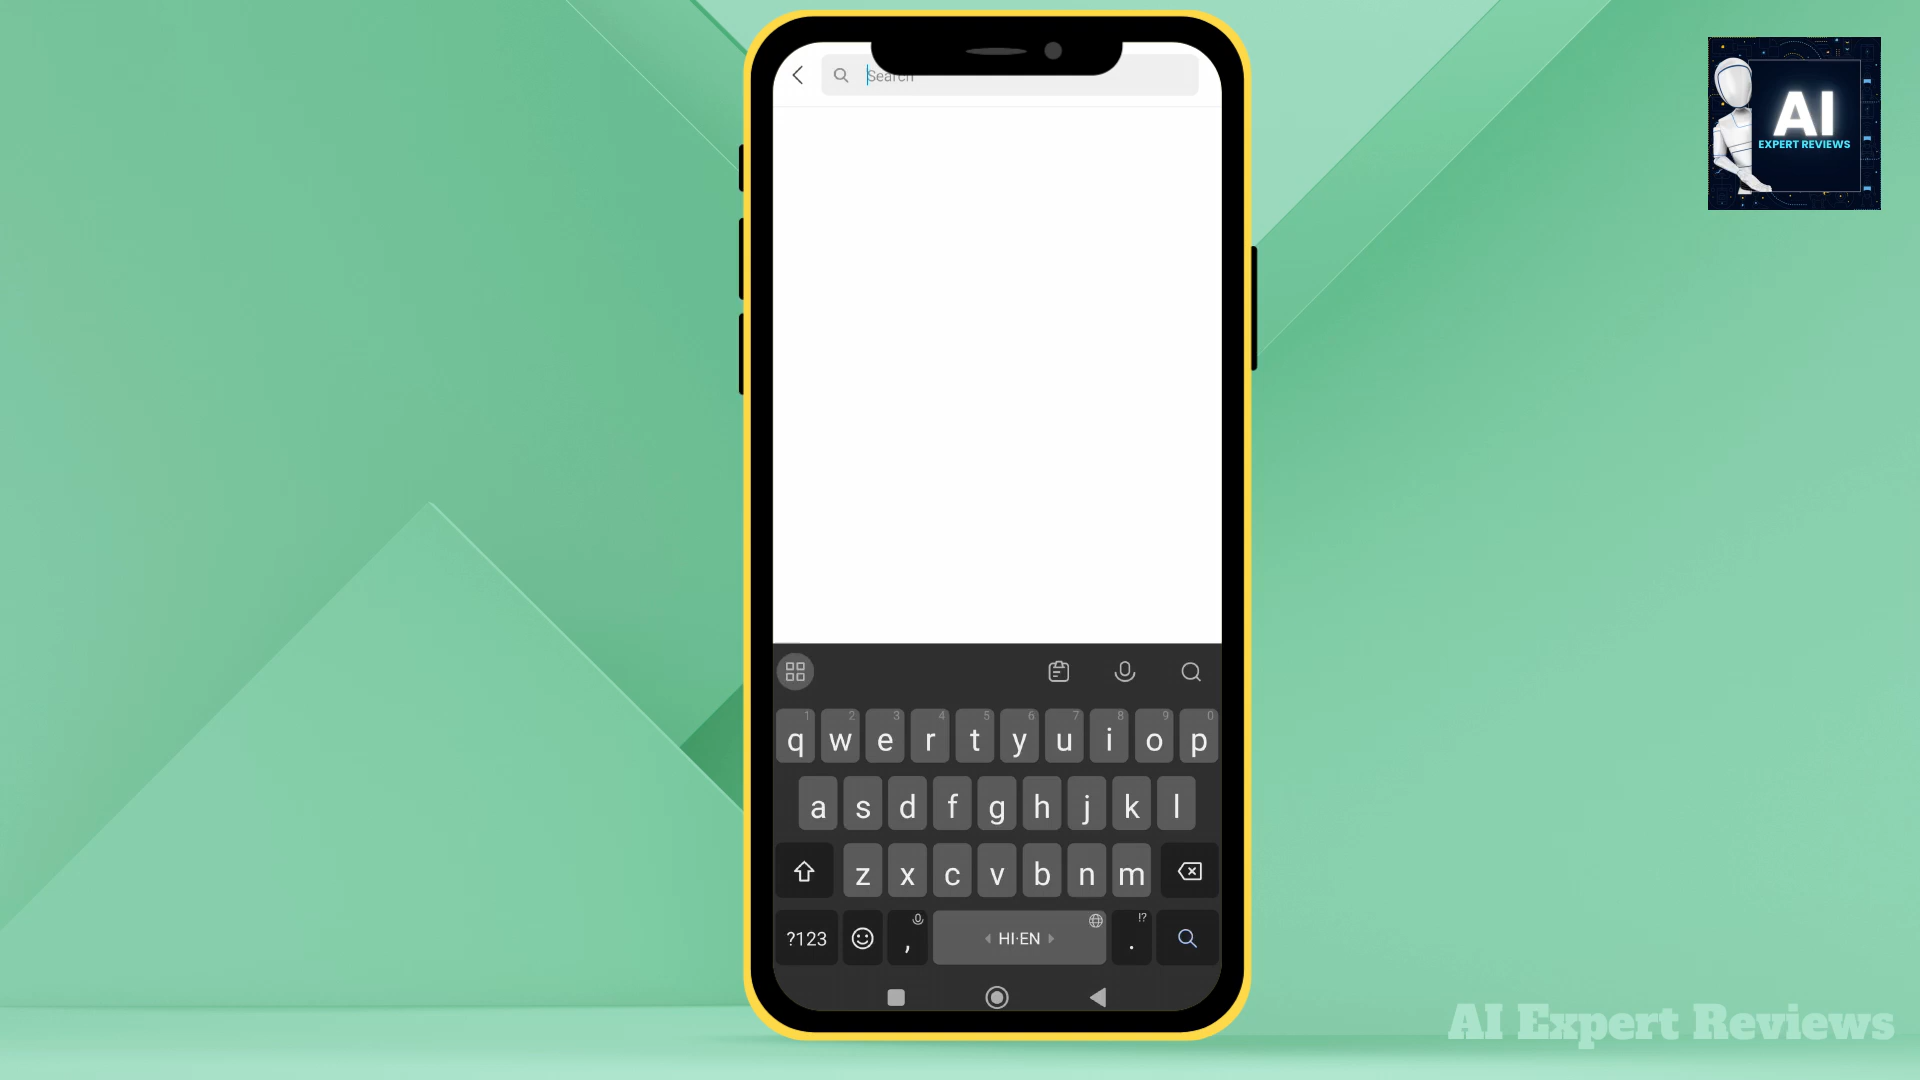 Search
AI
EXPERT REVIEWS
1 2 3 4 5 6 7 8 9 0
q w e r t y u i o p
a s d f g h j k l
z x c v b n m
!?
?123 , HI·EN .
AI Expert Reviews